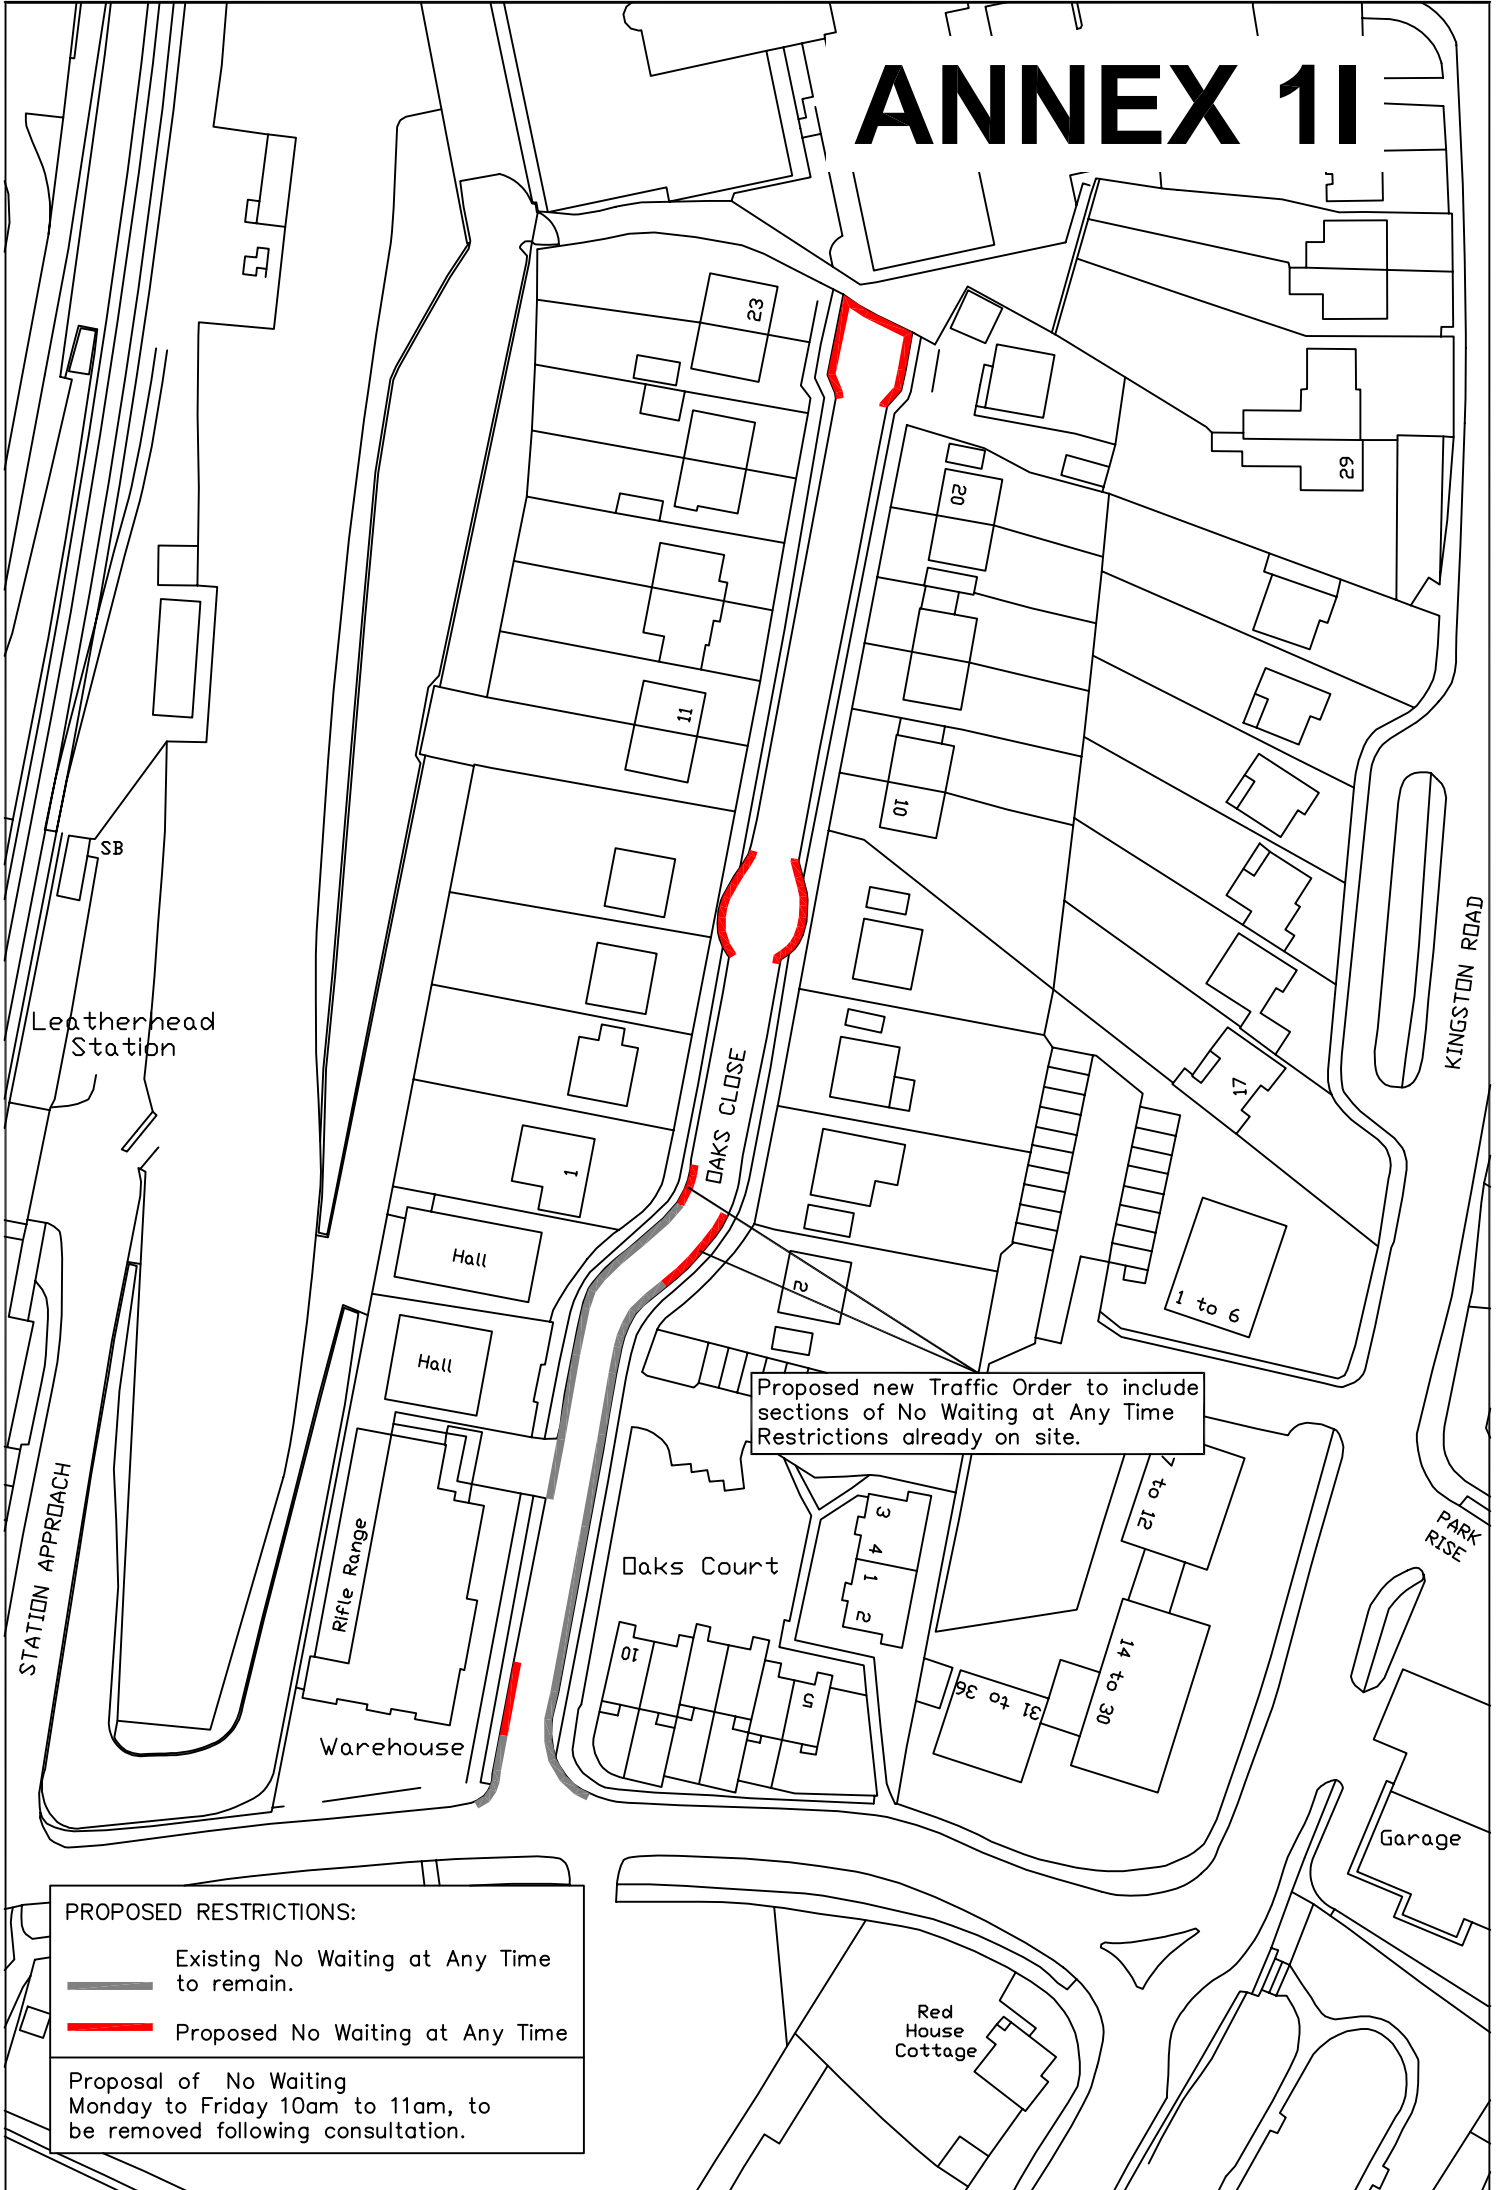 ANNEX 1I
23
29
20
11
10
SB
KINGSTON ROAD
Leatherhead
Station
OAKS CLOSE
17
1
Hall
2
1 to 6
Hall
Proposed new Traffic Order to include
sections of No Waiting at Any Time
Restrictions already on site.
7 to 12
STATION APPROACH
Rifle Range
PARK
RISE
Oaks Court
3
4
1
2
10
5
14 to 30
31 to 36
Warehouse
Garage
PROPOSED RESTRICTIONS:
Existing No Waiting at Any Time
to remain.
Proposed No Waiting at Any Time
Proposal of No Waiting
Monday to Friday 10am to 11am, to
be removed following consultation.
Red
House
Cottage